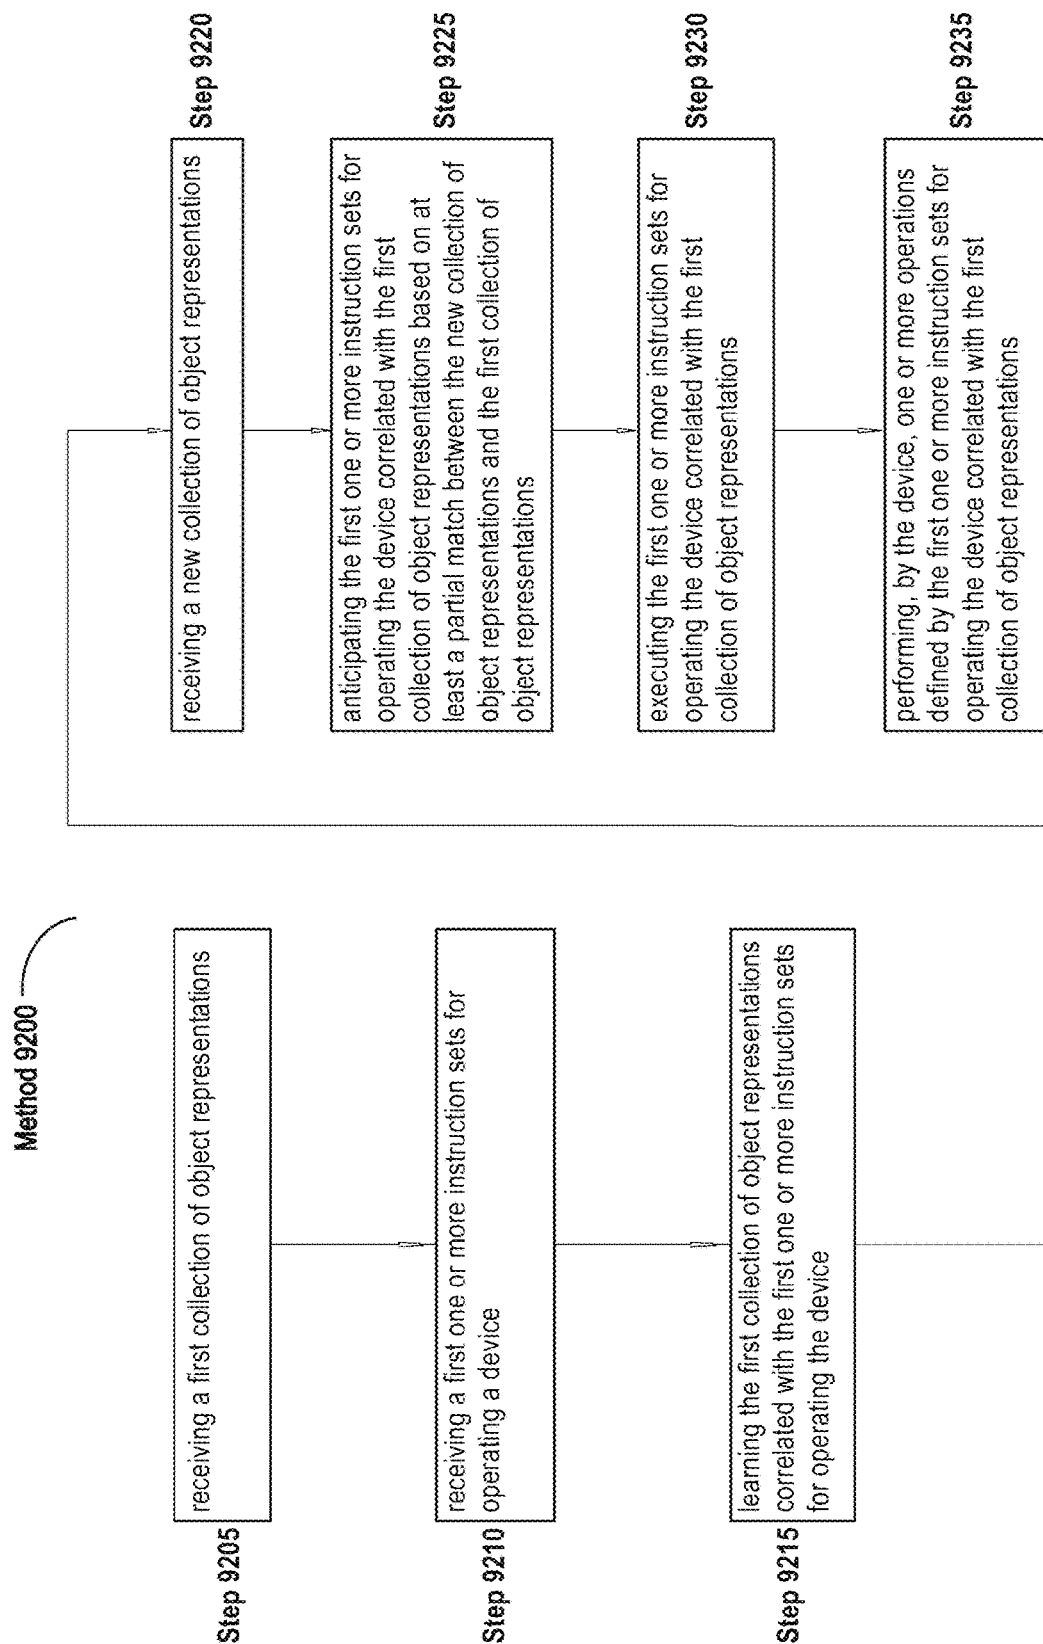 Method 9200
Step 9205
receiving a first collection of object representations
Step 9210
receiving a first one or more instruction sets for
operating a device
Step 9215
learning the first collection of object representations
correlated with the first one or more instruction sets
for operating the device
receiving a new collection of object representations
Step 9220
anticipating the first one or more instruction sets for
operating the device correlated with the first
collection of object representations based on at
least a partial match between the new collection of
object representations and the first collection of
object representations
Step 9225
executing the first one or more instruction sets for
operating the device correlated with the first
collection of object representations
Step 9230
performing, by the device, one or more operations
defined by the first one or more instruction sets for
operating the device correlated with the first
collection of object representations
Step 9235